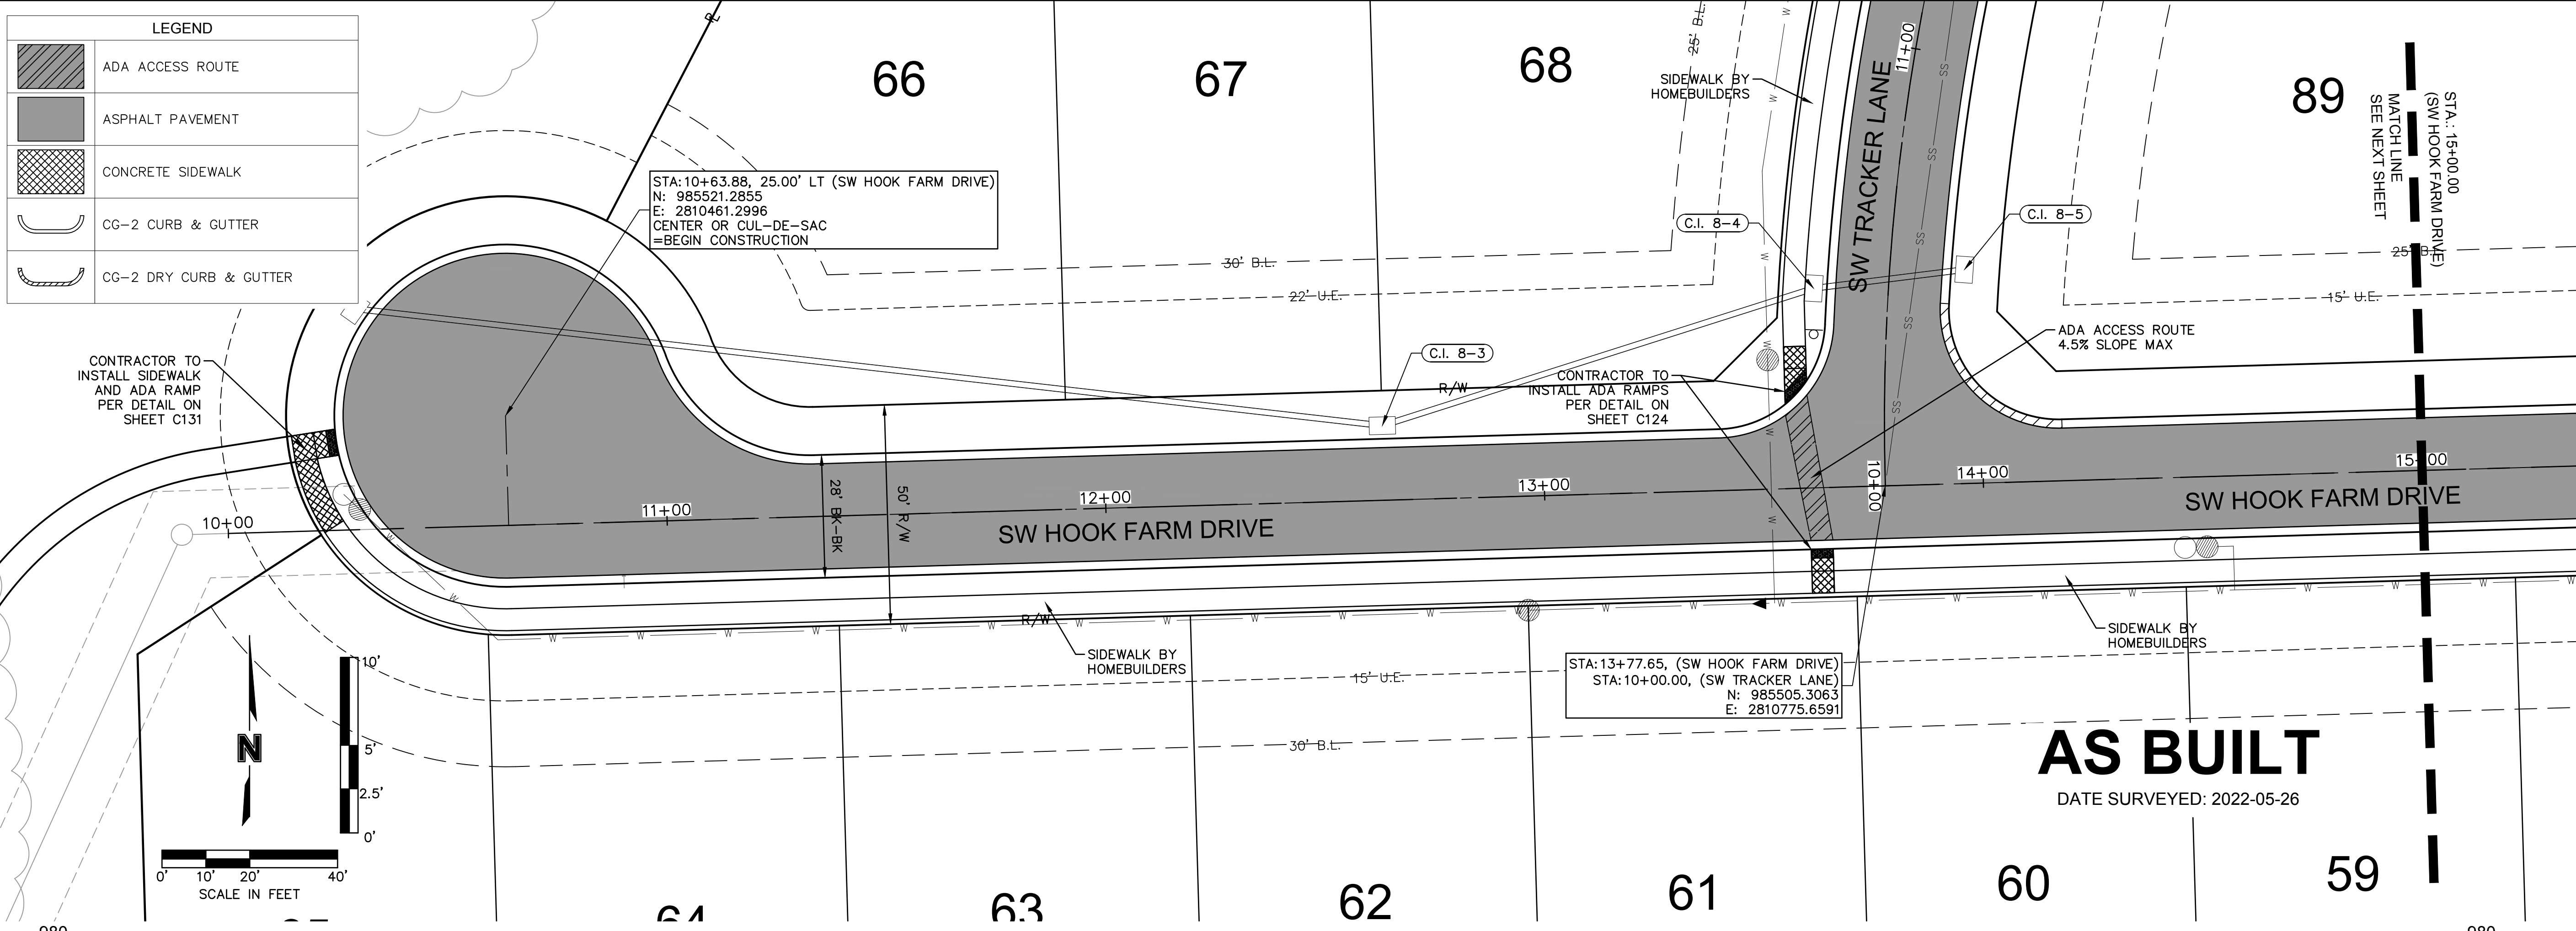 LEGEND
ADA ACCESS ROUTE
ASPHALT PAVEMENT
CONCRETE SIDEWALK
CG-2 CURB & GUTTER
CG-2 DRY CURB & GUTTER
PL
66
67
68
89
25' B.L.
SIDEWALK BY
HOMEBUILDERS
SW TRACKER LANE
11+00
STA.: 15+00.00
(SW HOOK FARM DRIVE)
MATCH LINE
SEE NEXT SHEET
STA:10+63.88, 25.00' LT (SW HOOK FARM DRIVE)
N: 985521.2855
E: 2810461.2996
CENTER OR CUL-DE-SAC
=BEGIN CONSTRUCTION
C.I. 8-4
C.I. 8-5
30' B.L.
22' U.E.
25' B.L.
15' U.E.
CONTRACTOR TO
INSTALL SIDEWALK
AND ADA RAMP
PER DETAIL ON
SHEET C131
C.I. 8-3
R/W
CONTRACTOR TO
INSTALL ADA RAMPS
PER DETAIL ON
SHEET C124
ADA ACCESS ROUTE
4.5% SLOPE MAX
10+00
11+00
12+00
13+00
10+00
14+00
15+00
28' BK-BK
50' R/W
SW HOOK FARM DRIVE
SW HOOK FARM DRIVE
R/W
SIDEWALK BY
HOMEBUILDERS
SIDEWALK BY
HOMEBUILDERS
STA:13+77.65, (SW HOOK FARM DRIVE)
STA:10+00.00, (SW TRACKER LANE)
N: 985505.3063
E: 2810775.6591
15' U.E.
30' B.L.
N
10'
5'
2.5'
0'
0' 10' 20' 40'
SCALE IN FEET
AS BUILT
DATE SURVEYED: 2022-05-26
64
63
62
61
60
59